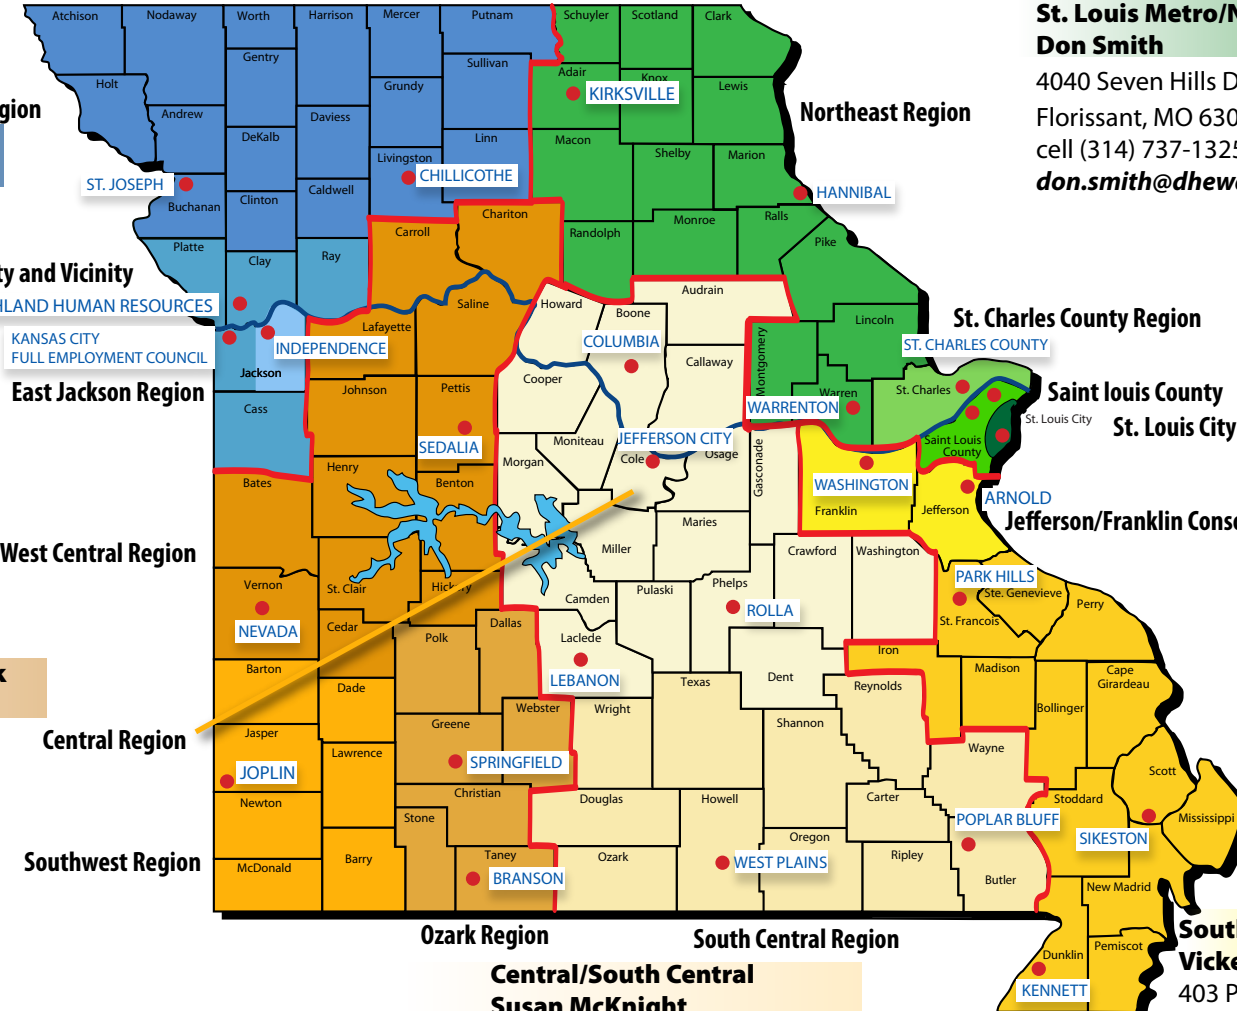 Atchison
Nodaway
Worth
Harrison
Mercer
Putnam
Schuyler
Scotland
Clark
St. Louis Metro/N
Don Smith
4040 Seven Hills D
Florissant, MO 630
cell (314) 737-1325
don.smith@dhewd
Gentry
Sullivan
Holt
Grundy
Adair
Knox
Lewis
KIRKSVILLE
gion
Andrew
Daviess
Northeast Region
DeKalb
Linn
Macon
Livingston
Shelby
Marion
CHILLICOTHE
ST. JOSEPH
Caldwell
HANNIBAL
Buchanan
Clinton
Chariton
Carroll
Randolph
Monroe
Ralls
Pike
Platte
Clay
Ray
ty and Vicinity
HLAND HUMAN RESOURCES
Saline
Howard
Audrain
Boone
Lafayette
Lincoln
St. Charles County Region
KANSAS CITY
FULL EMPLOYMENT COUNCIL
INDEPENDENCE
COLUMBIA
ST. CHARLES COUNTY
Jackson
Callaway
Montgomery
East Jackson Region
Johnson
Pettis
Cooper
Warren
St. Charles
Saint louis County
Cass
WARRENTON
St. Louis City
St. Louis City
SEDALIA
Moniteau
JEFFERSON CITY
Saint Louis
County
Henry
Morgan
Cole
Osage
Gasconade
Bates
Benton
WASHINGTON
ARNOLD
Franklin
Jefferson
Jefferson/Franklin Conso
Maries
West Central Region
Miller
Crawford
Washington
Vernon
St. Clair
Hickory
Camden
Pulaski
Phelps
PARK HILLS
Ste. Genevieve
Perry
ROLLA
St. Francois
NEVADA
Cedar
Polk
Dallas
Laclede
Iron
Barton
Madison
Cape
Girardeau
k
LEBANON
Dent
Dade
Texas
Reynolds
Webster
Wright
Bollinger
Greene
Shannon
Central Region
Jasper
Lawrence
Wayne
JOPLIN
SPRINGFIELD
Scott
Newton
Christian
Douglas
Howell
Carter
Stoddard
Stone
POPLAR BLUFF
Mississippi
Oregon
SIKESTON
Southwest Region
McDonald
Barry
Taney
Ozark
WEST PLAINS
Ripley
BRANSON
Butler
New Madrid
Ozark Region
South Central Region
South
Pemiscot
Dunklin
Vicke
Central/South Central
Susan McKnight
KENNETT
403 P